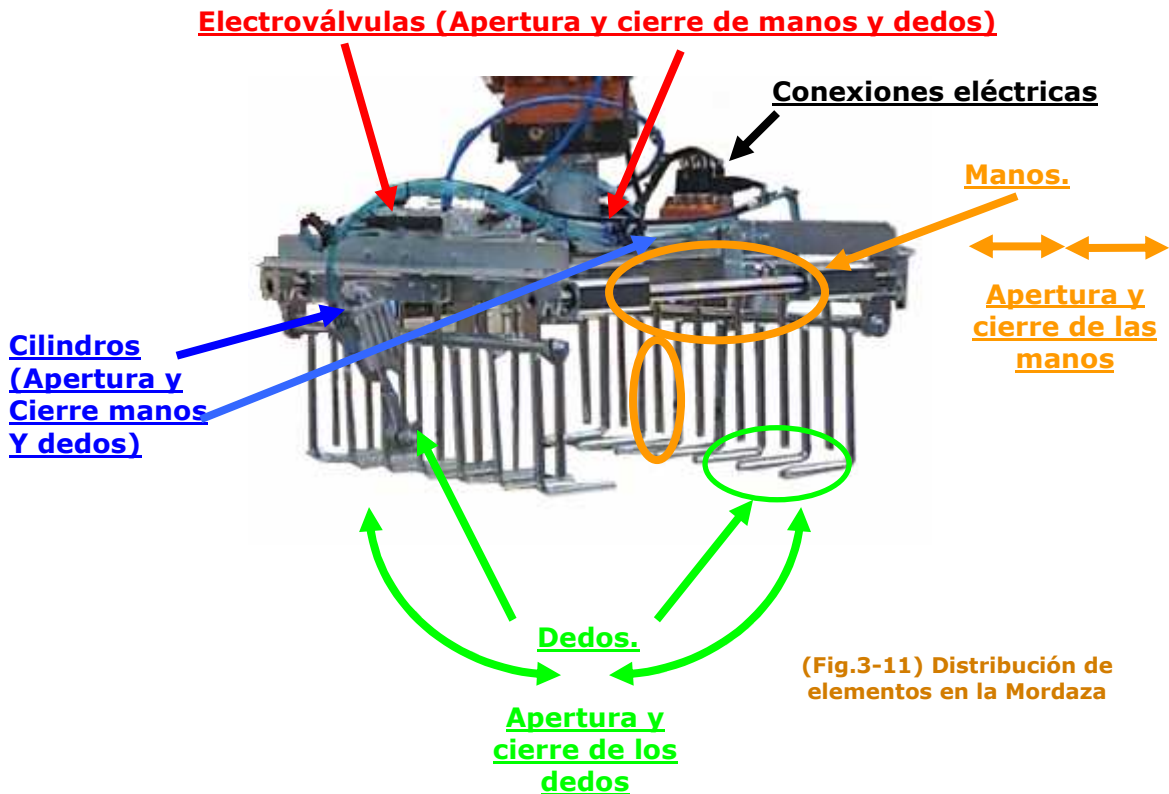 Electroválvulas (Apertura y cierre de manos y dedos)
Conexiones eléctricas
Manos.
Apertura y
cierre de las
manos
Cilindros
(Apertura y
Cierre manos
Y dedos)
Dedos.
(Fig.3-11) Distribución de
elementos en la Mordaza
Apertura y
cierre de los
dedos